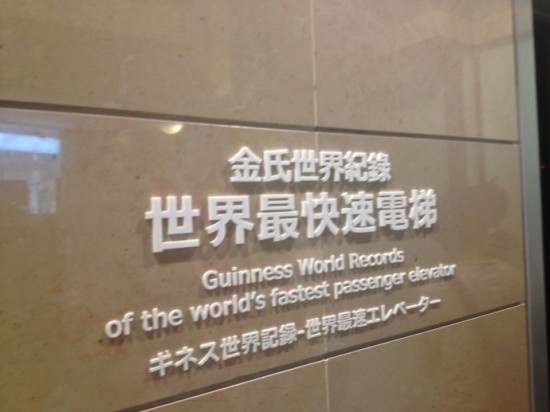 金氏世界紀錄
世界最快速電梯
Guinness World Records
of the world's fastest passenger elevator
ギネス世界記録-世界最速エレベーター